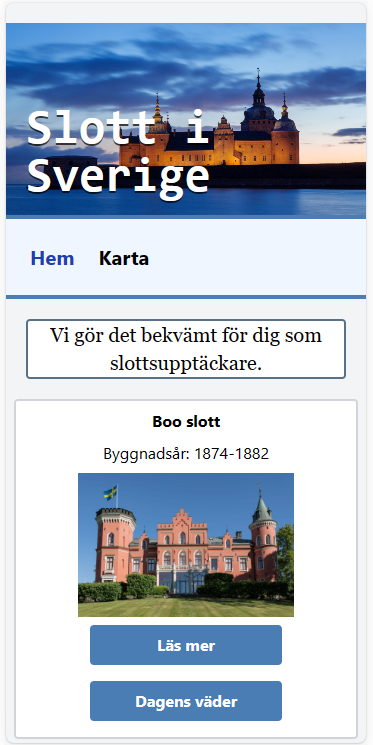 Slott i
Sverige
Hem Karta
Vi gör det bekvämt för dig som
slottsupptäckare.
Boo slott
Byggnadsår: 1874-1882
Läs mer
Dagens väder